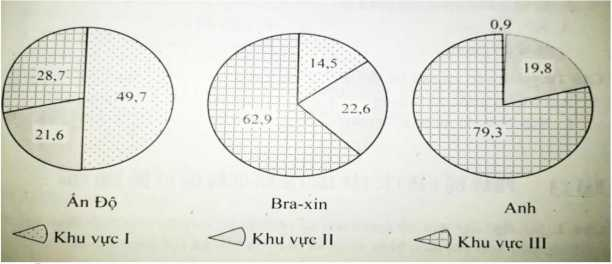 0,9
28,7
49,7
21,6
14,5
22,6
62,9
19,8
79,3
Ấn Độ
Bra-xin
Anh
Khu vực I
Khu vực II
Khu vực III